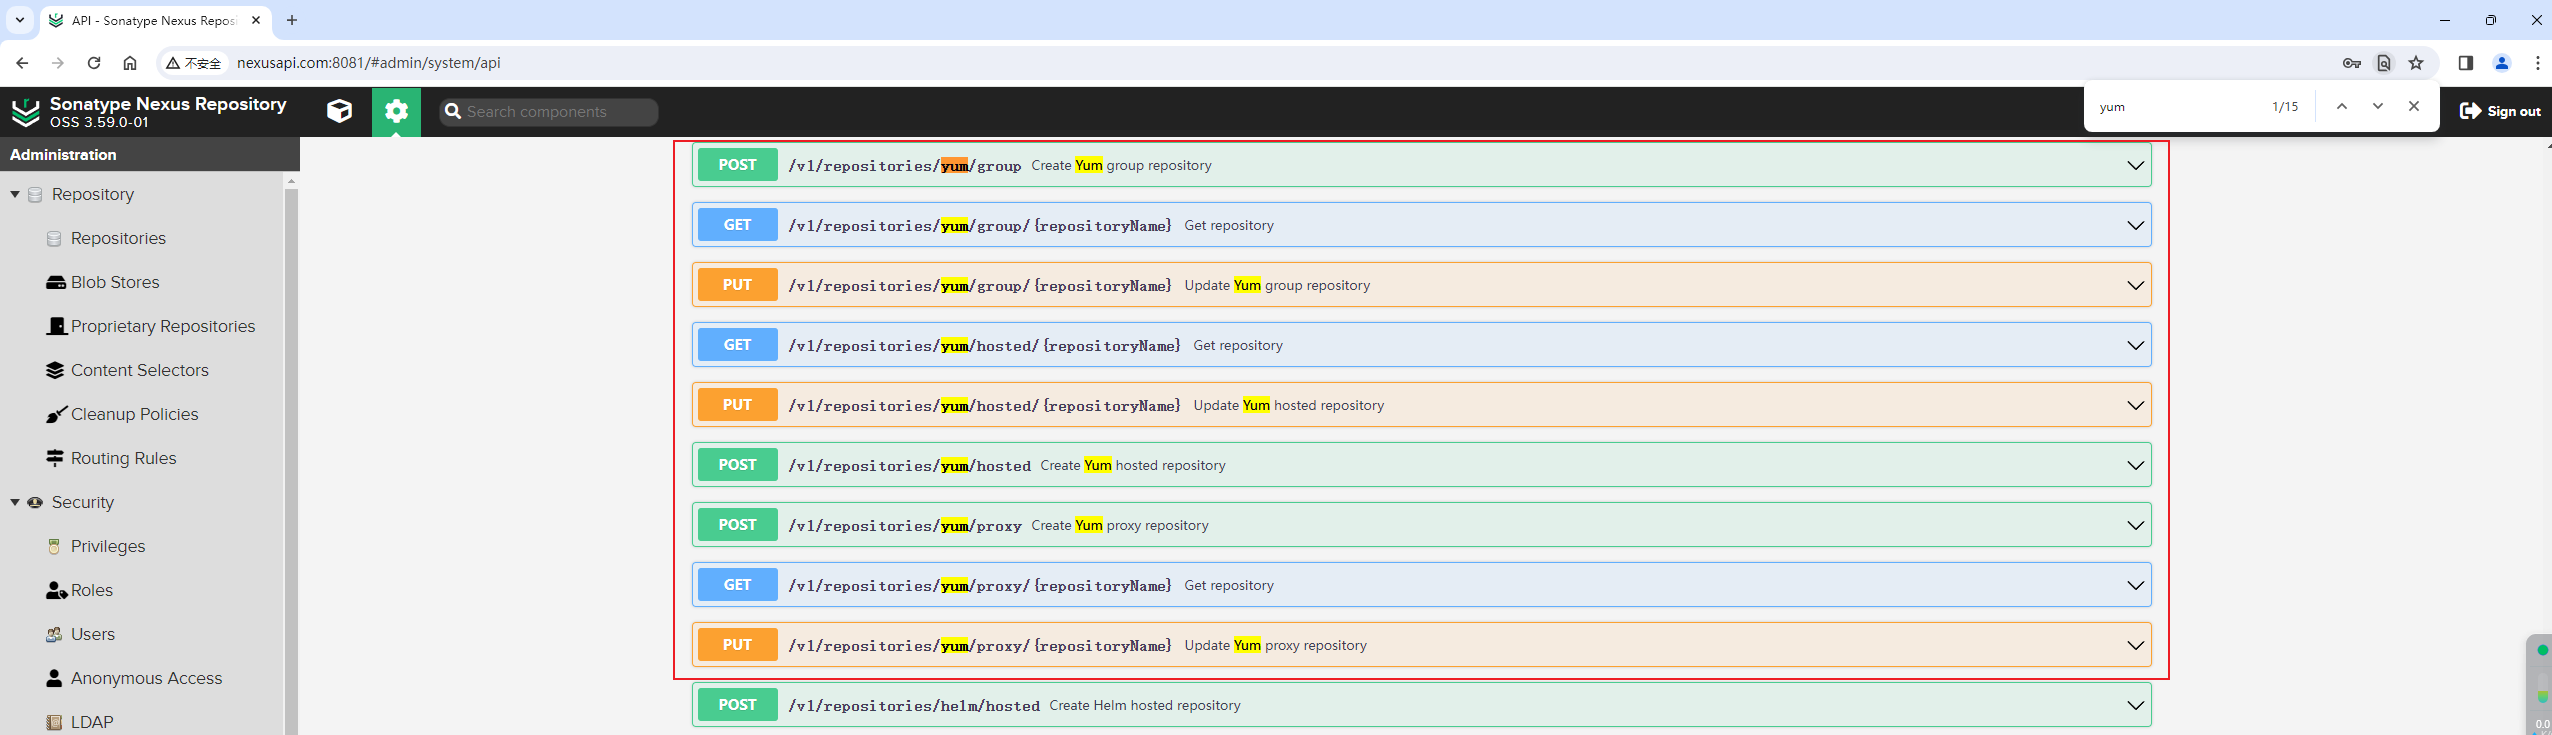 API - Sonatype Nexus Repos
不安全
nexusapi.com:8081/#admin/system/api
yum
1/15
Sonatype Nexus Repository
OSS 3.59.0-01
Search components
Sign out
Administration
Repository
Repositories
Blob Stores
Proprietary Repositories
Content Selectors
Cleanup Policies
Routing Rules
Security
Privileges
Roles
Users
Anonymous Access
LDAP
POST /v1/repositories/yum/group Create Yum group repository
GET /v1/repositories/yum/group/{repositoryName} Get repository
PUT /v1/repositories/yum/group/{repositoryName} Update Yum group repository
GET /v1/repositories/yum/hosted/{repositoryName} Get repository
PUT /v1/repositories/yum/hosted/{repositoryName} Update Yum hosted repository
POST /v1/repositories/yum/hosted Create Yum hosted repository
POST /v1/repositories/yum/proxy Create Yum proxy repository
GET /v1/repositories/yum/proxy/{repositoryName} Get repository
PUT /v1/repositories/yum/proxy/{repositoryName} Update Yum proxy repository
POST /v1/repositories/helm/hosted Create Helm hosted repository
0.0